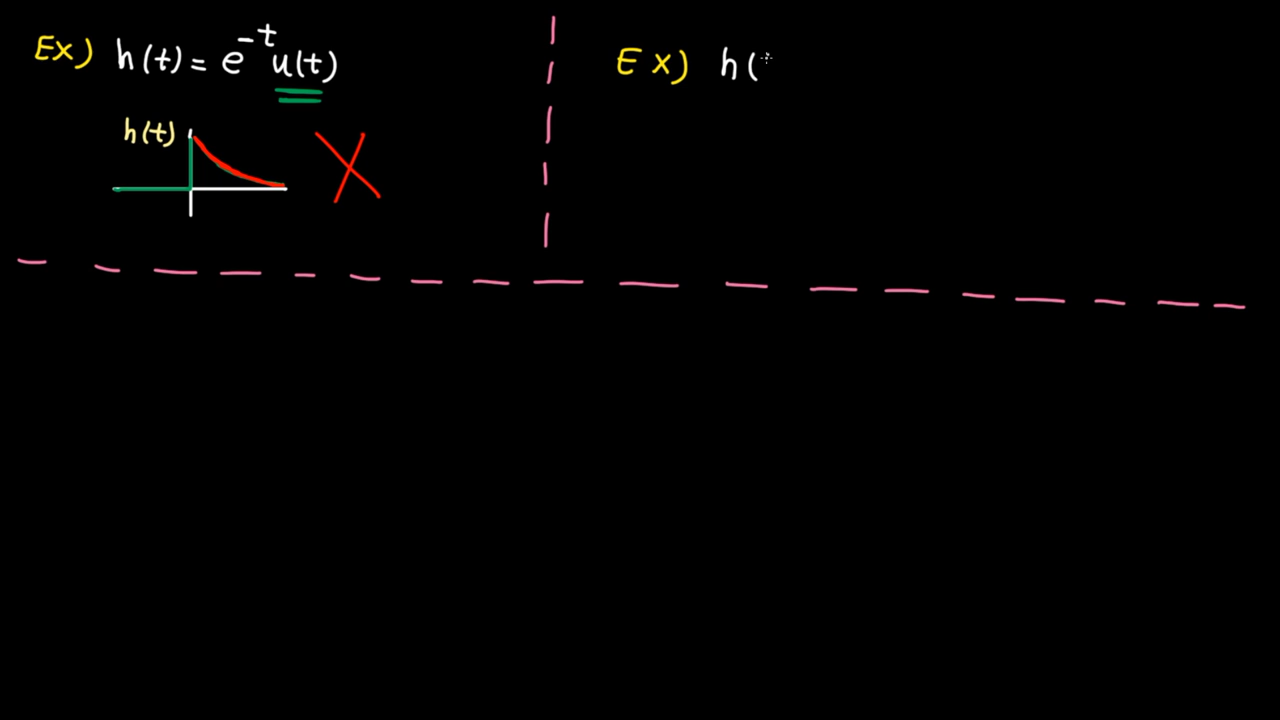 Ex) h(t) = e^{-t} u(t)
h(t)
Ex) h(